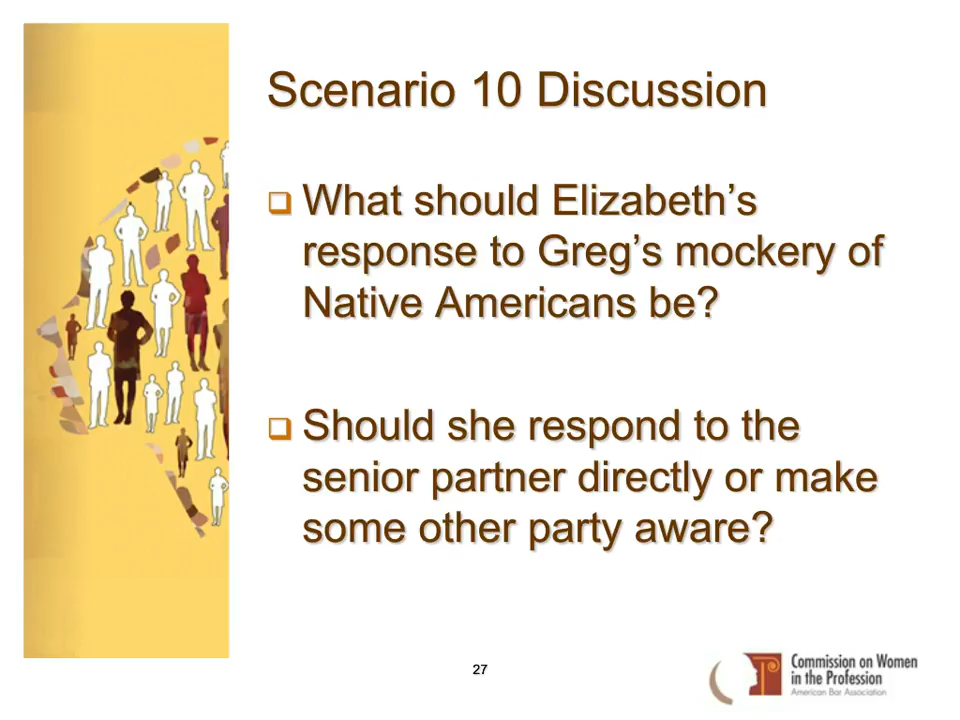 Scenario 10 Discussion
What should Elizabeth’s
response to Greg’s mockery of
Native Americans be?
Should she respond to the
senior partner directly or make
some other party aware?
27
Commission on Women
in the Profession
American Bar Association